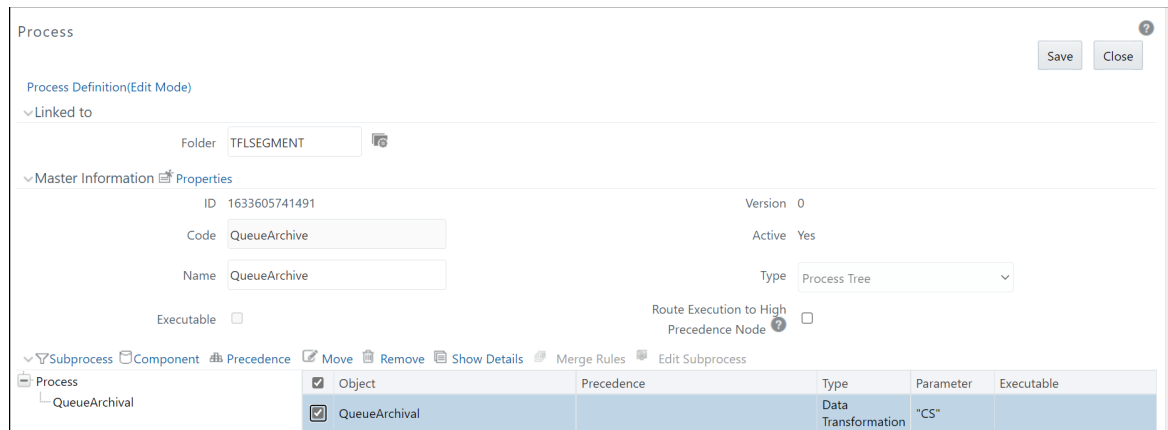 Process
Save Close
Process Definition(Edit Mode)
Linked to
Folder TFLSEGMENT
Master Information Properties
ID 1633605741491 Version 0
Code QueueArchive Active Yes
Name QueueArchive Type Process Tree
Executable Route Execution to High Precedence Node
Subprocess Component Precedence Move Remove Show Details Merge Rules Edit Subprocess
Process
QueueArchival
Object Precedence Type Parameter Executable
QueueArchival Data Transformation "CS"